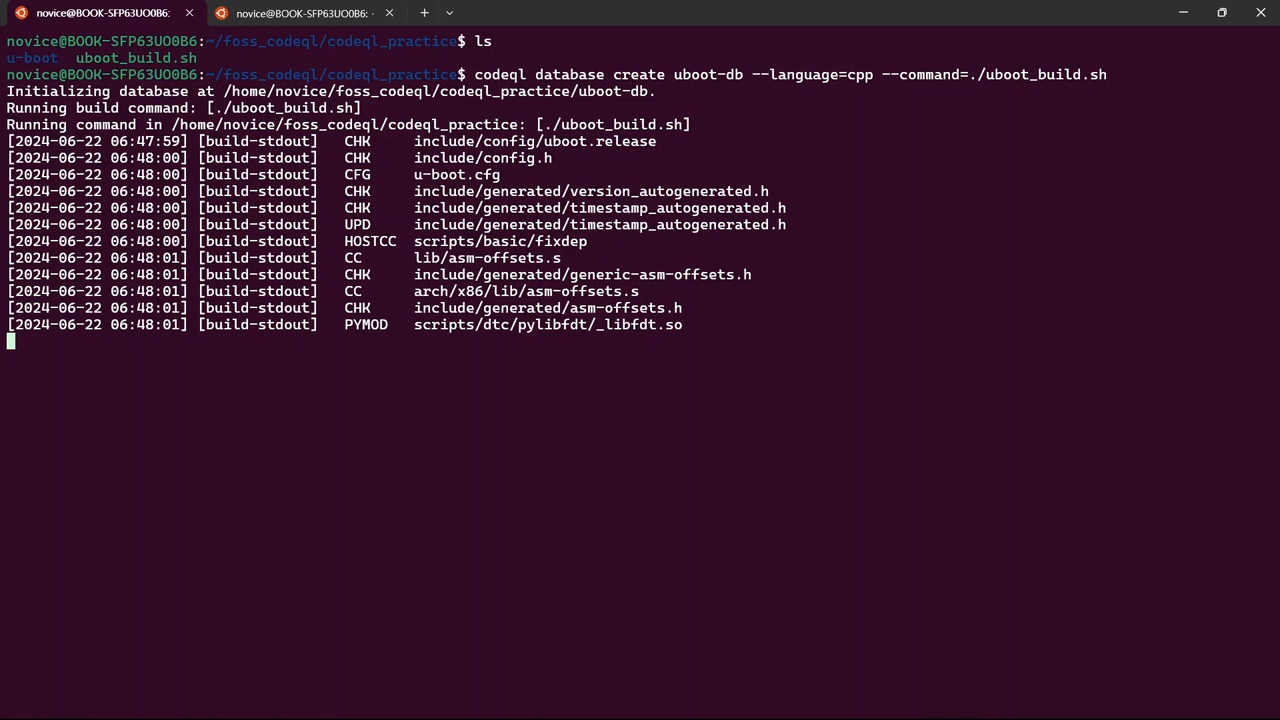 novice@BOOK-SFP63UO0B6: novice@BOOK-SFP63UO0B6: ·
novice@BOOK-SFP63UO0B6:~/foss_codeql/codeql_practice$ ls
u-boot  uboot_build.sh
novice@BOOK-SFP63UO0B6:~/foss_codeql/codeql_practice$ codeql database create uboot-db --language=cpp --command=./uboot_build.sh
Initializing database at /home/novice/foss_codeql/codeql_practice/uboot-db.
Running build command: [./uboot_build.sh]
Running command in /home/novice/foss_codeql/codeql_practice: [./uboot_build.sh]
[2024-06-22 06:47:59] [build-stdout]   CHK     include/config/uboot.release
[2024-06-22 06:48:00] [build-stdout]   CHK     include/config.h
[2024-06-22 06:48:00] [build-stdout]   CFG     u-boot.cfg
[2024-06-22 06:48:00] [build-stdout]   CHK     include/generated/version_autogenerated.h
[2024-06-22 06:48:00] [build-stdout]   CHK     include/generated/timestamp_autogenerated.h
[2024-06-22 06:48:00] [build-stdout]   UPD     include/generated/timestamp_autogenerated.h
[2024-06-22 06:48:00] [build-stdout]   HOSTCC  scripts/basic/fixdep
[2024-06-22 06:48:01] [build-stdout]   CC      lib/asm-offsets.s
[2024-06-22 06:48:01] [build-stdout]   CHK     include/generated/generic-asm-offsets.h
[2024-06-22 06:48:01] [build-stdout]   CC      arch/x86/lib/asm-offsets.s
[2024-06-22 06:48:01] [build-stdout]   CHK     include/generated/asm-offsets.h
[2024-06-22 06:48:01] [build-stdout]   PYMOD   scripts/dtc/pylibfdt/_libfdt.so